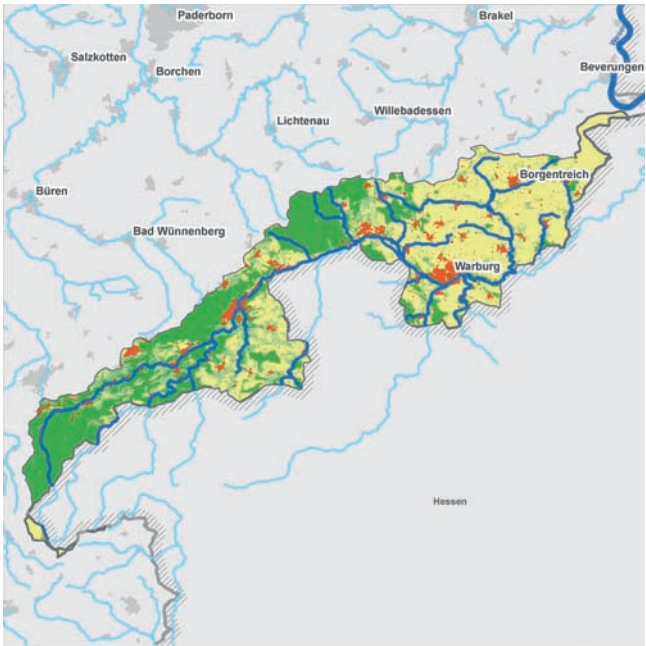 Paderborn
Brakel
Salzkotten
Beverungen
Borchen
Willebadessen
Lichtenau
Borgentreich
Büren
Bad Wünnenberg
Warburg
Hessen